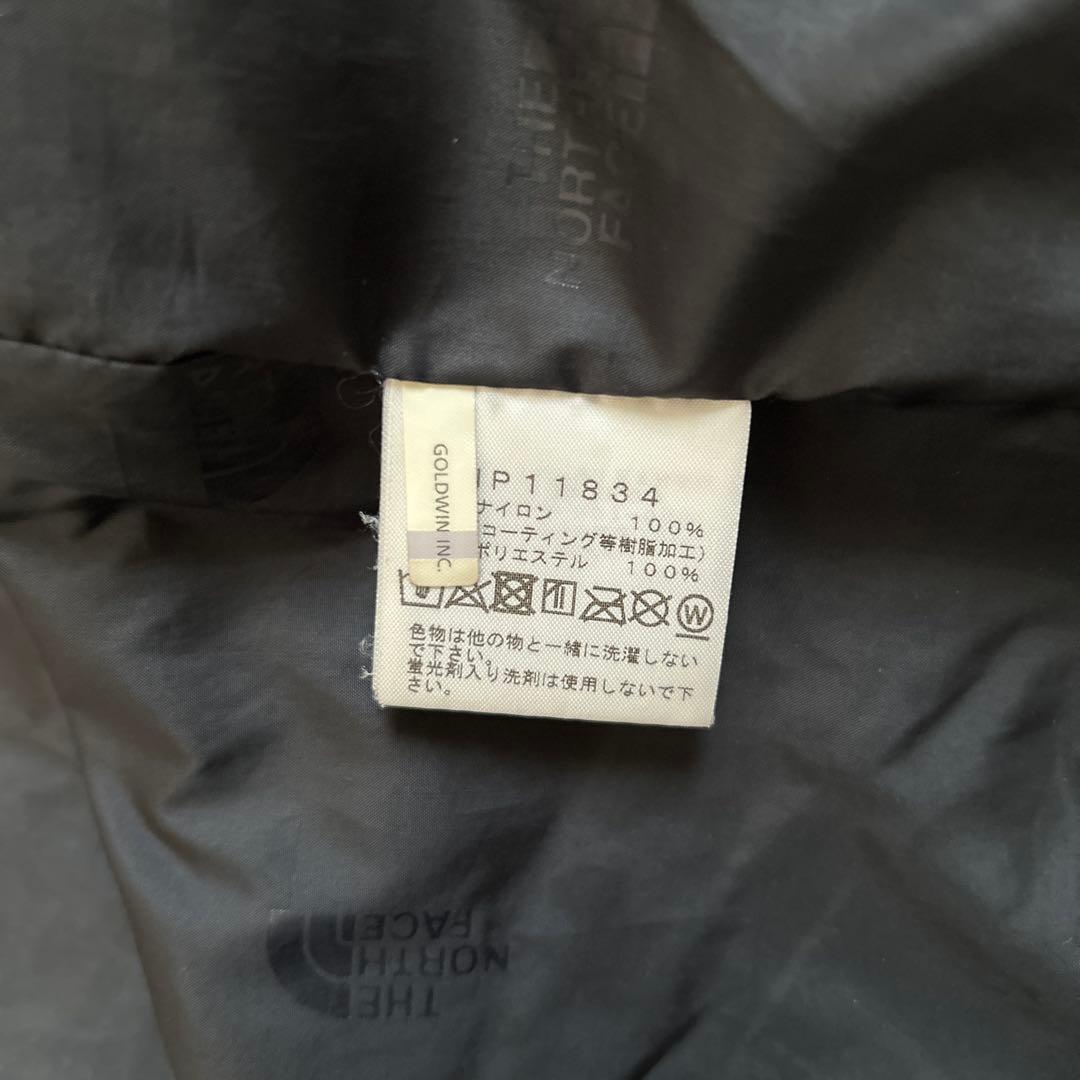 THE
NORTH
FACE
GOLDWIN INC.
P11834
ナイロン 100%
コーティング等樹脂加工)
ポリエステル 100%
W
色物は他の物と一緒に洗濯しない
で下さい。
蛍光剤入り洗剤は使用しないで下
さい。
THE
NORTH
FACE